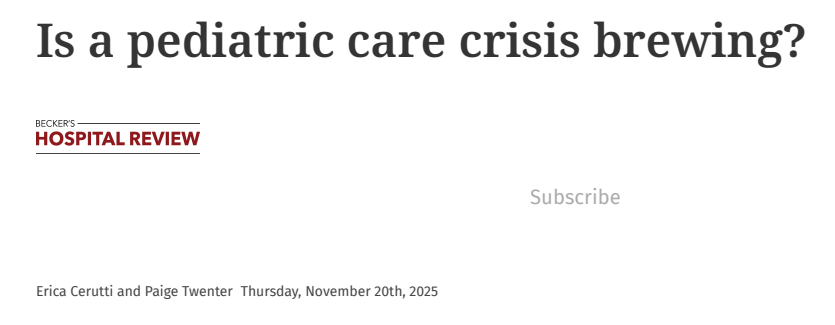 Is a pediatric care crisis brewing?
BECKER'S
HOSPITAL REVIEW
Subscribe
Erica Cerutti and Paige Twenter Thursday, November 20th, 2025